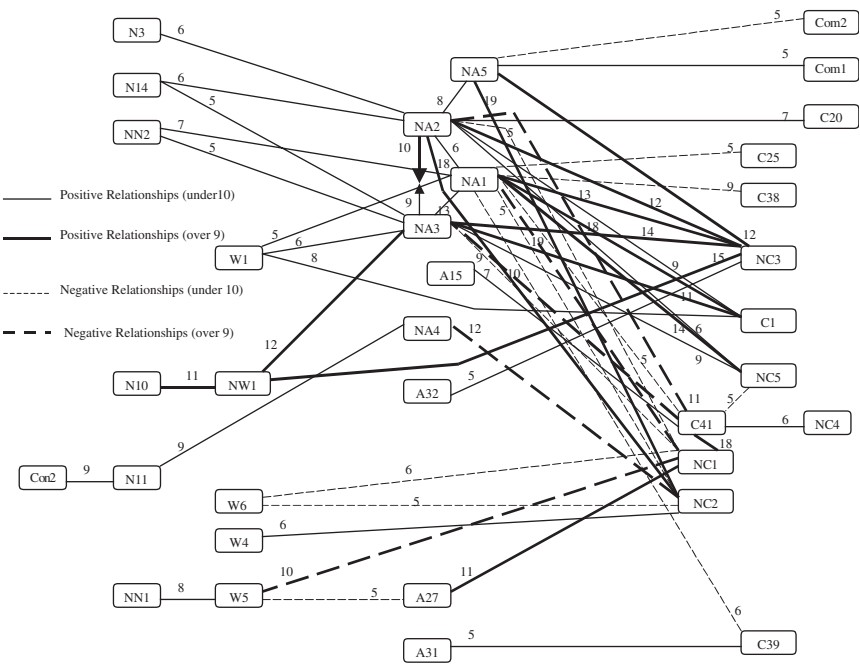 5
Com2
N3
6
5
NA5
Com1
N14
6
8
19
5
C20
7
NN2
7
NA2
5
5
10
6
5
C25
18
NA1
9
C38
Positive Relationships (under10)
9
13
5
13
12
18
Positive Relationships (over 9)
5
W1
6
8
NA3
19
14
12
15
NC3
9
A15
7
10
9
Negative Relationships (under 10)
11
C1
Negative Relationships (over 9)
NA4
12
14
6
12
5
9
NC5
N10
11
NW1
A32
5
11
5
C41
6
NC4
9
18
Con2
9
N11
6
NC1
W6
5
NC2
6
W4
10
11
NN1
8
W5
5
A27
6
5
A31
C39